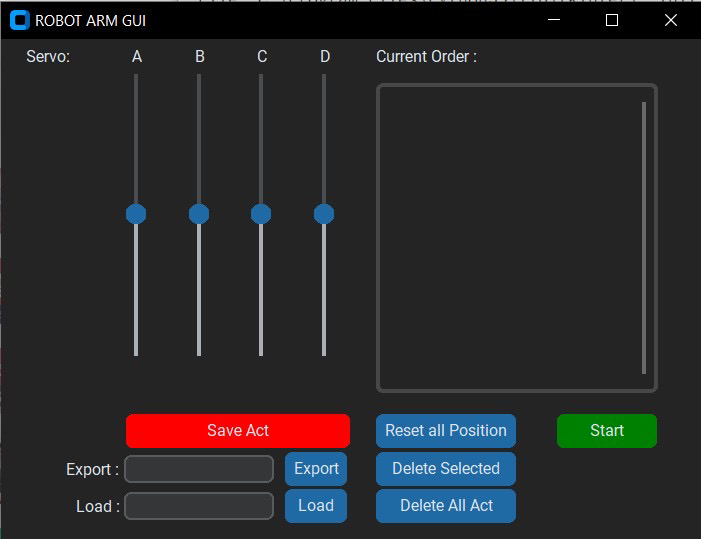 ROBOT ARM GUI
Servo: A B C D Current Order :
Save Act Reset all Position Start
Export : Export Delete Selected
Load : Load Delete All Act